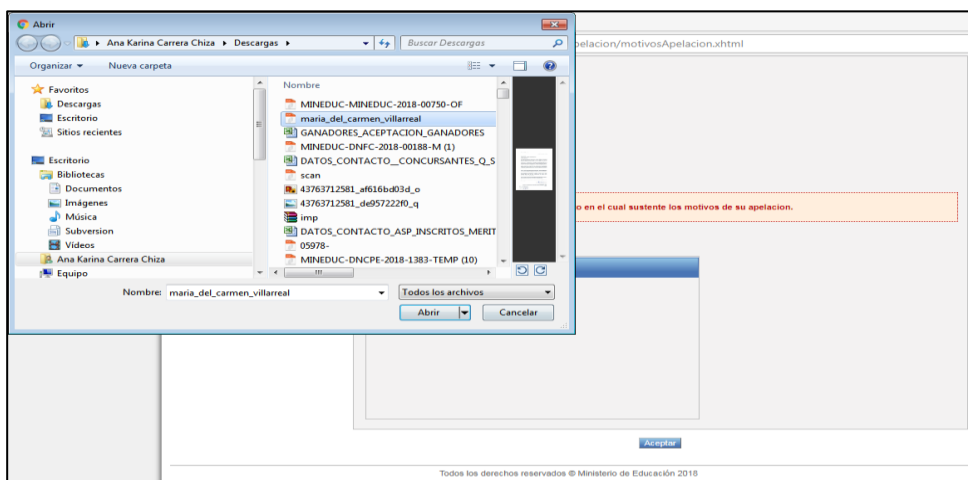 Abrir
Ana Karina Carrera Chiza ▸ Descargas ▸
Buscar Descargas
pelacion/motivosApelacion.xhtml
Organizar
Nueva carpeta
Favoritos
Descargas
Escritorio
Sitios recientes
Escritorio
Bibliotecas
Documentos
Imágenes
Música
Subversion
Vídeos
Ana Karina Carrera Chiza
Equipo
Nombre
MINEDUC-MINEDUC-2018-00750-OF
maria_del_carmen_villarreal
GANADORES_ACEPTACION_GANADORES
MINEDUC-DNFC-2018-00188-M (1)
DATOS_CONTACTO__CONCURSANTES_Q_S
scan
43763712581_af616bd03d_o
43763712581_de957222f0_q
imp
DATOS_CONTACTO_ASP_INSCRITOS_MERIT
05978-
MINEDUC-DNCPE-2018-1383-TEMP (10)
o en el cual sustente los motivos de su apelacion.
Nombre: maria_del_carmen_villarreal
Todos los archivos
Abrir
Cancelar
Aceptar
Todos los derechos reservados © Ministerio de Educación 2018